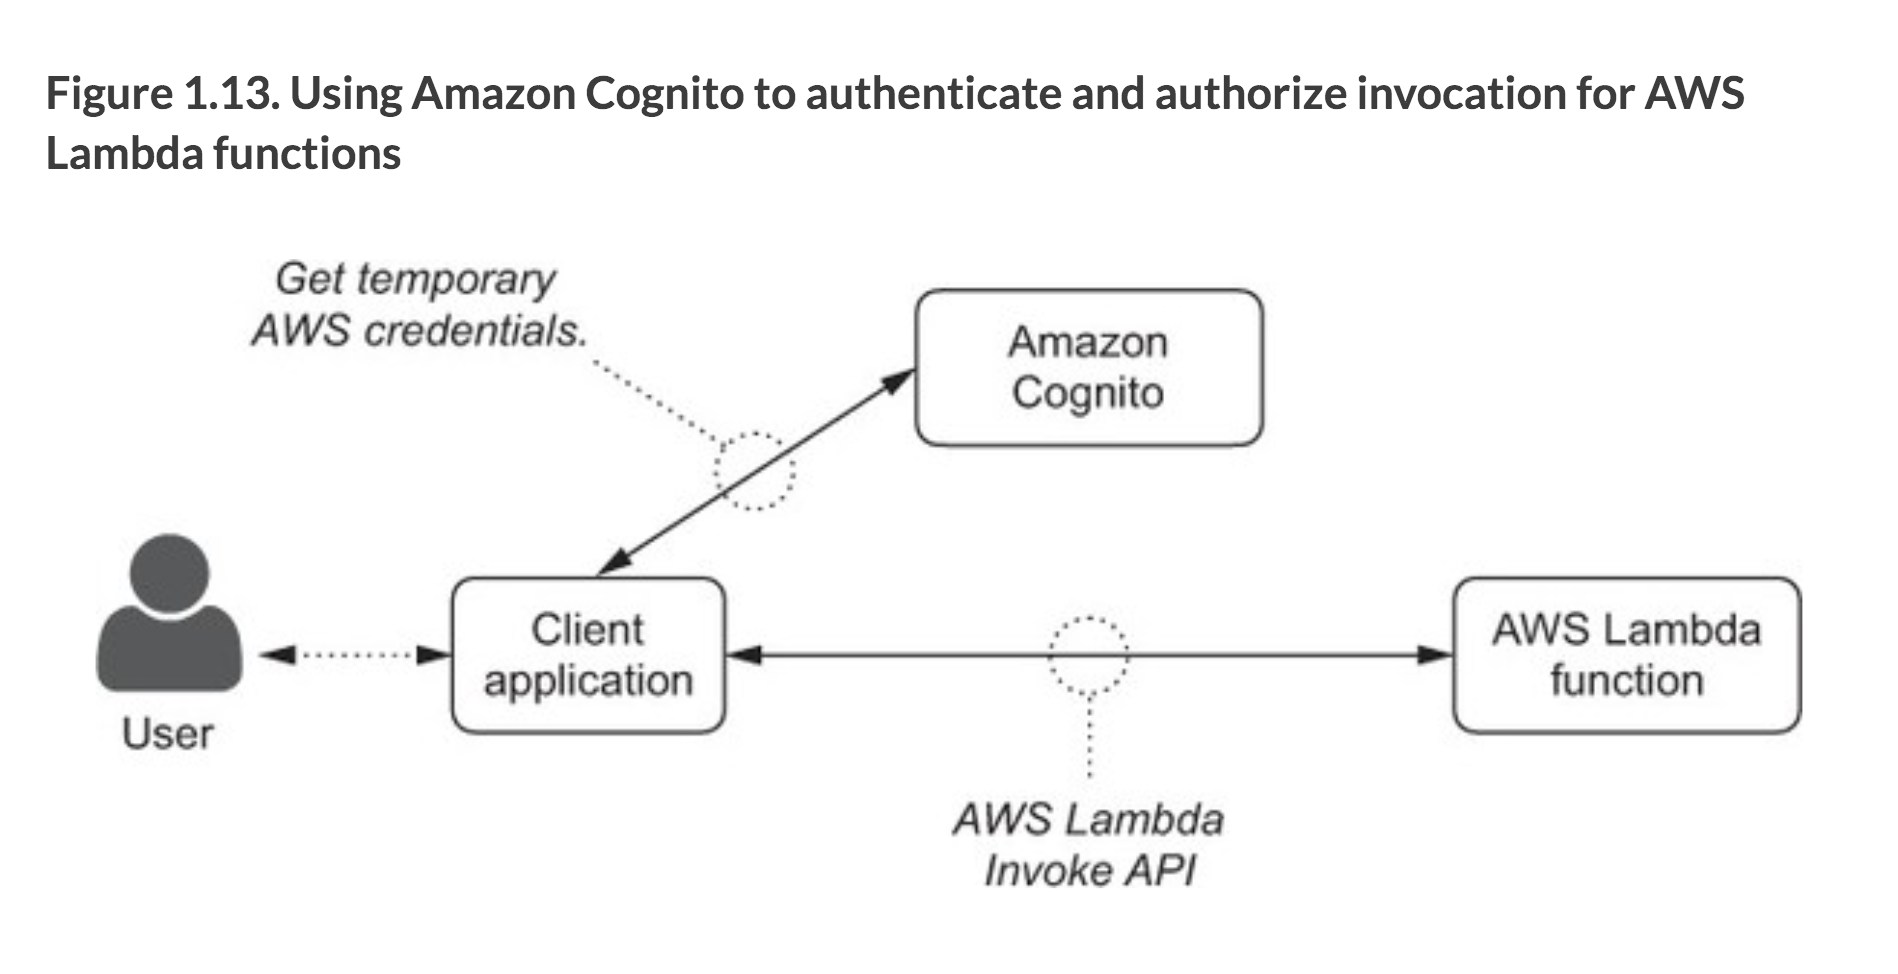 Figure 1.13. Using Amazon Cognito to authenticate and authorize invocation for AWS
Lambda functions
Get temporary
AWS credentials.
Amazon
Cognito
User
Client
application
AWS Lambda
function
AWS Lambda
Invoke API